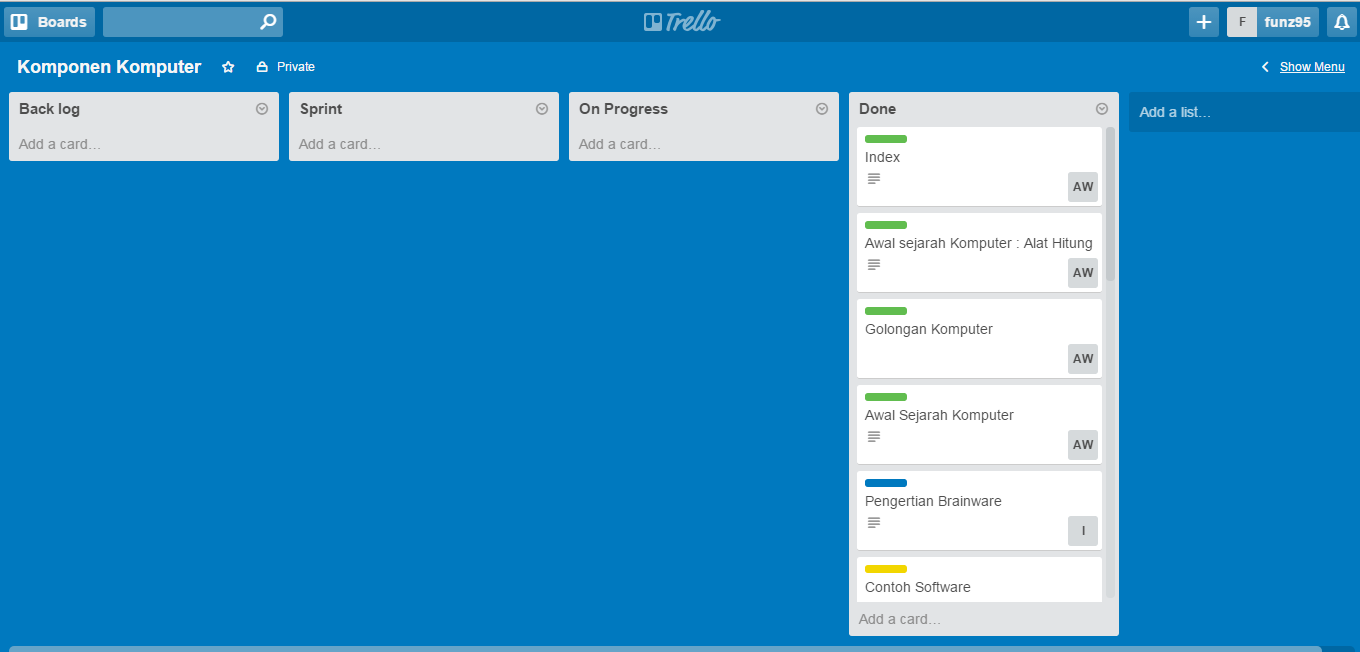 Boards
Trello
F funz95
Komponen Komputer
Private
Show Menu
Back log
Add a card…
Sprint
Add a card…
On Progress
Add a card…
Done
Index
AW
Awal sejarah Komputer : Alat Hitung
AW
Golongan Komputer
AW
Awal Sejarah Komputer
AW
Pengertian Brainware
I
Contoh Software
Add a card…
Add a list…